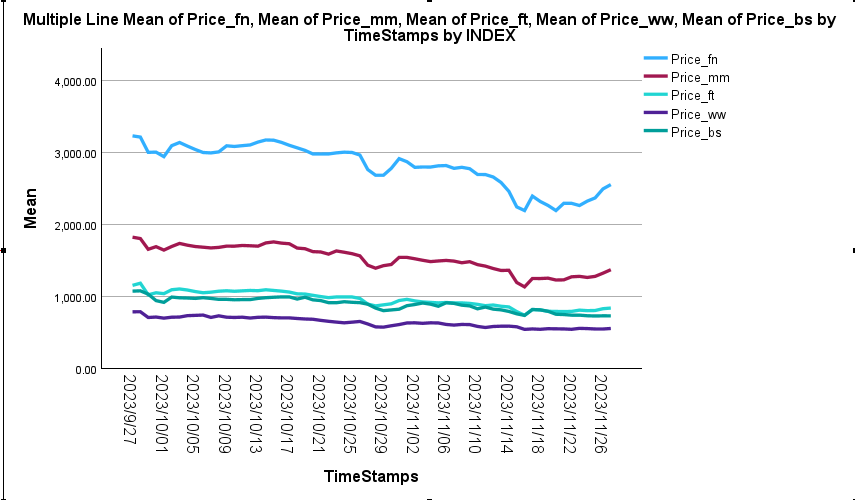 Multiple Line Mean of Price_fn, Mean of Price_mm, Mean of Price_ft, Mean of Price_ww, Mean of Price_bs by
TimeStamps by INDEX
Price_fn
Price_mm
Price_ft
Price_ww
Price_bs
4,000.00
3,000.00
2,000.00
1,000.00
0.00
Mean
2023/9/27
2023/10/01
2023/10/05
2023/10/09
2023/10/13
2023/10/17
2023/10/21
2023/10/25
2023/10/29
2023/11/02
2023/11/06
2023/11/10
2023/11/14
2023/11/18
2023/11/22
2023/11/26
TimeStamps